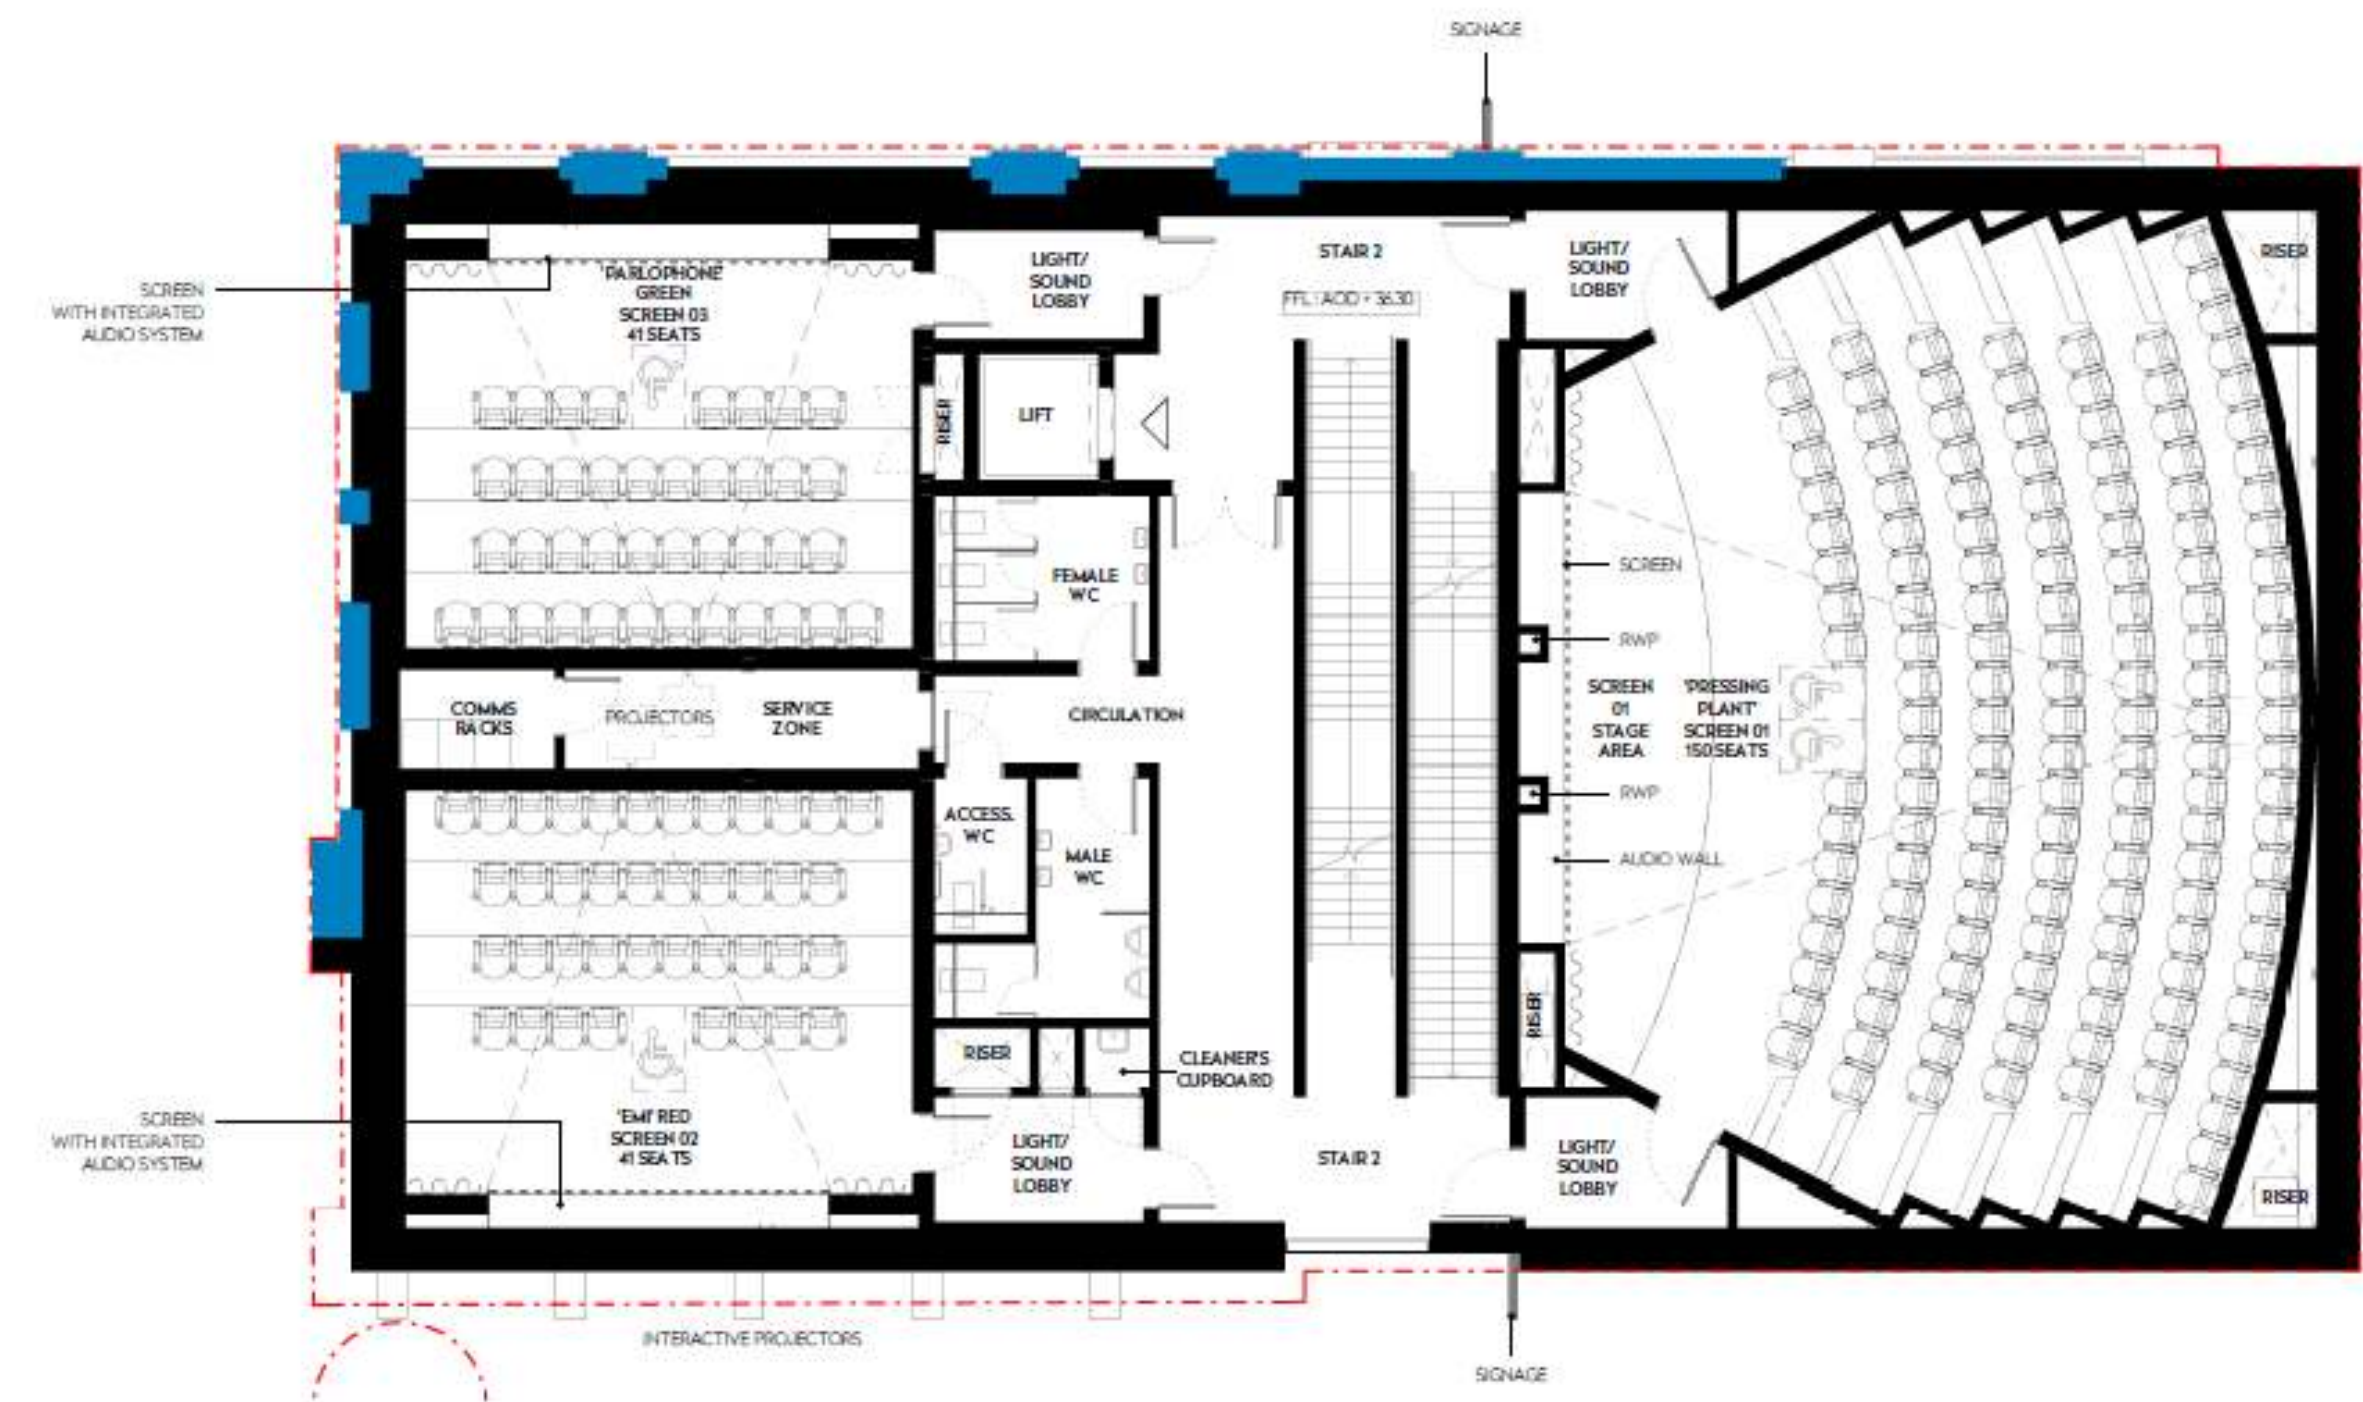 SIGNAGE
SCREEN
WITH INTEGRATED
AUDIO SYSTEM
'PARLOPHONE'
GREEN
SCREEN 03
41 SEATS
LIGHT/
SOUND
LOBBY
STAIR 2
FFL : AOD + 36.30
LIGHT/
SOUND
LOBBY
RISER
RISER
LIFT
FEMALE
WC
SCREEN
RWP
COMMS
RACKS
PROJECTORS
SERVICE
ZONE
CIRCULATION
SCREEN
01
STAGE
AREA
'PRESSING
PLANT'
SCREEN 01
150 SEATS
RWP
ACCESS.
WC
MALE
WC
AUDIO WALL
RISER
RISER
CLEANER'S
CUPBOARD
SCREEN
WITH INTEGRATED
AUDIO SYSTEM
'EMI' RED
SCREEN 02
41 SEATS
LIGHT/
SOUND
LOBBY
STAIR 2
LIGHT/
SOUND
LOBBY
RISER
INTERACTIVE PROJECTORS
SIGNAGE